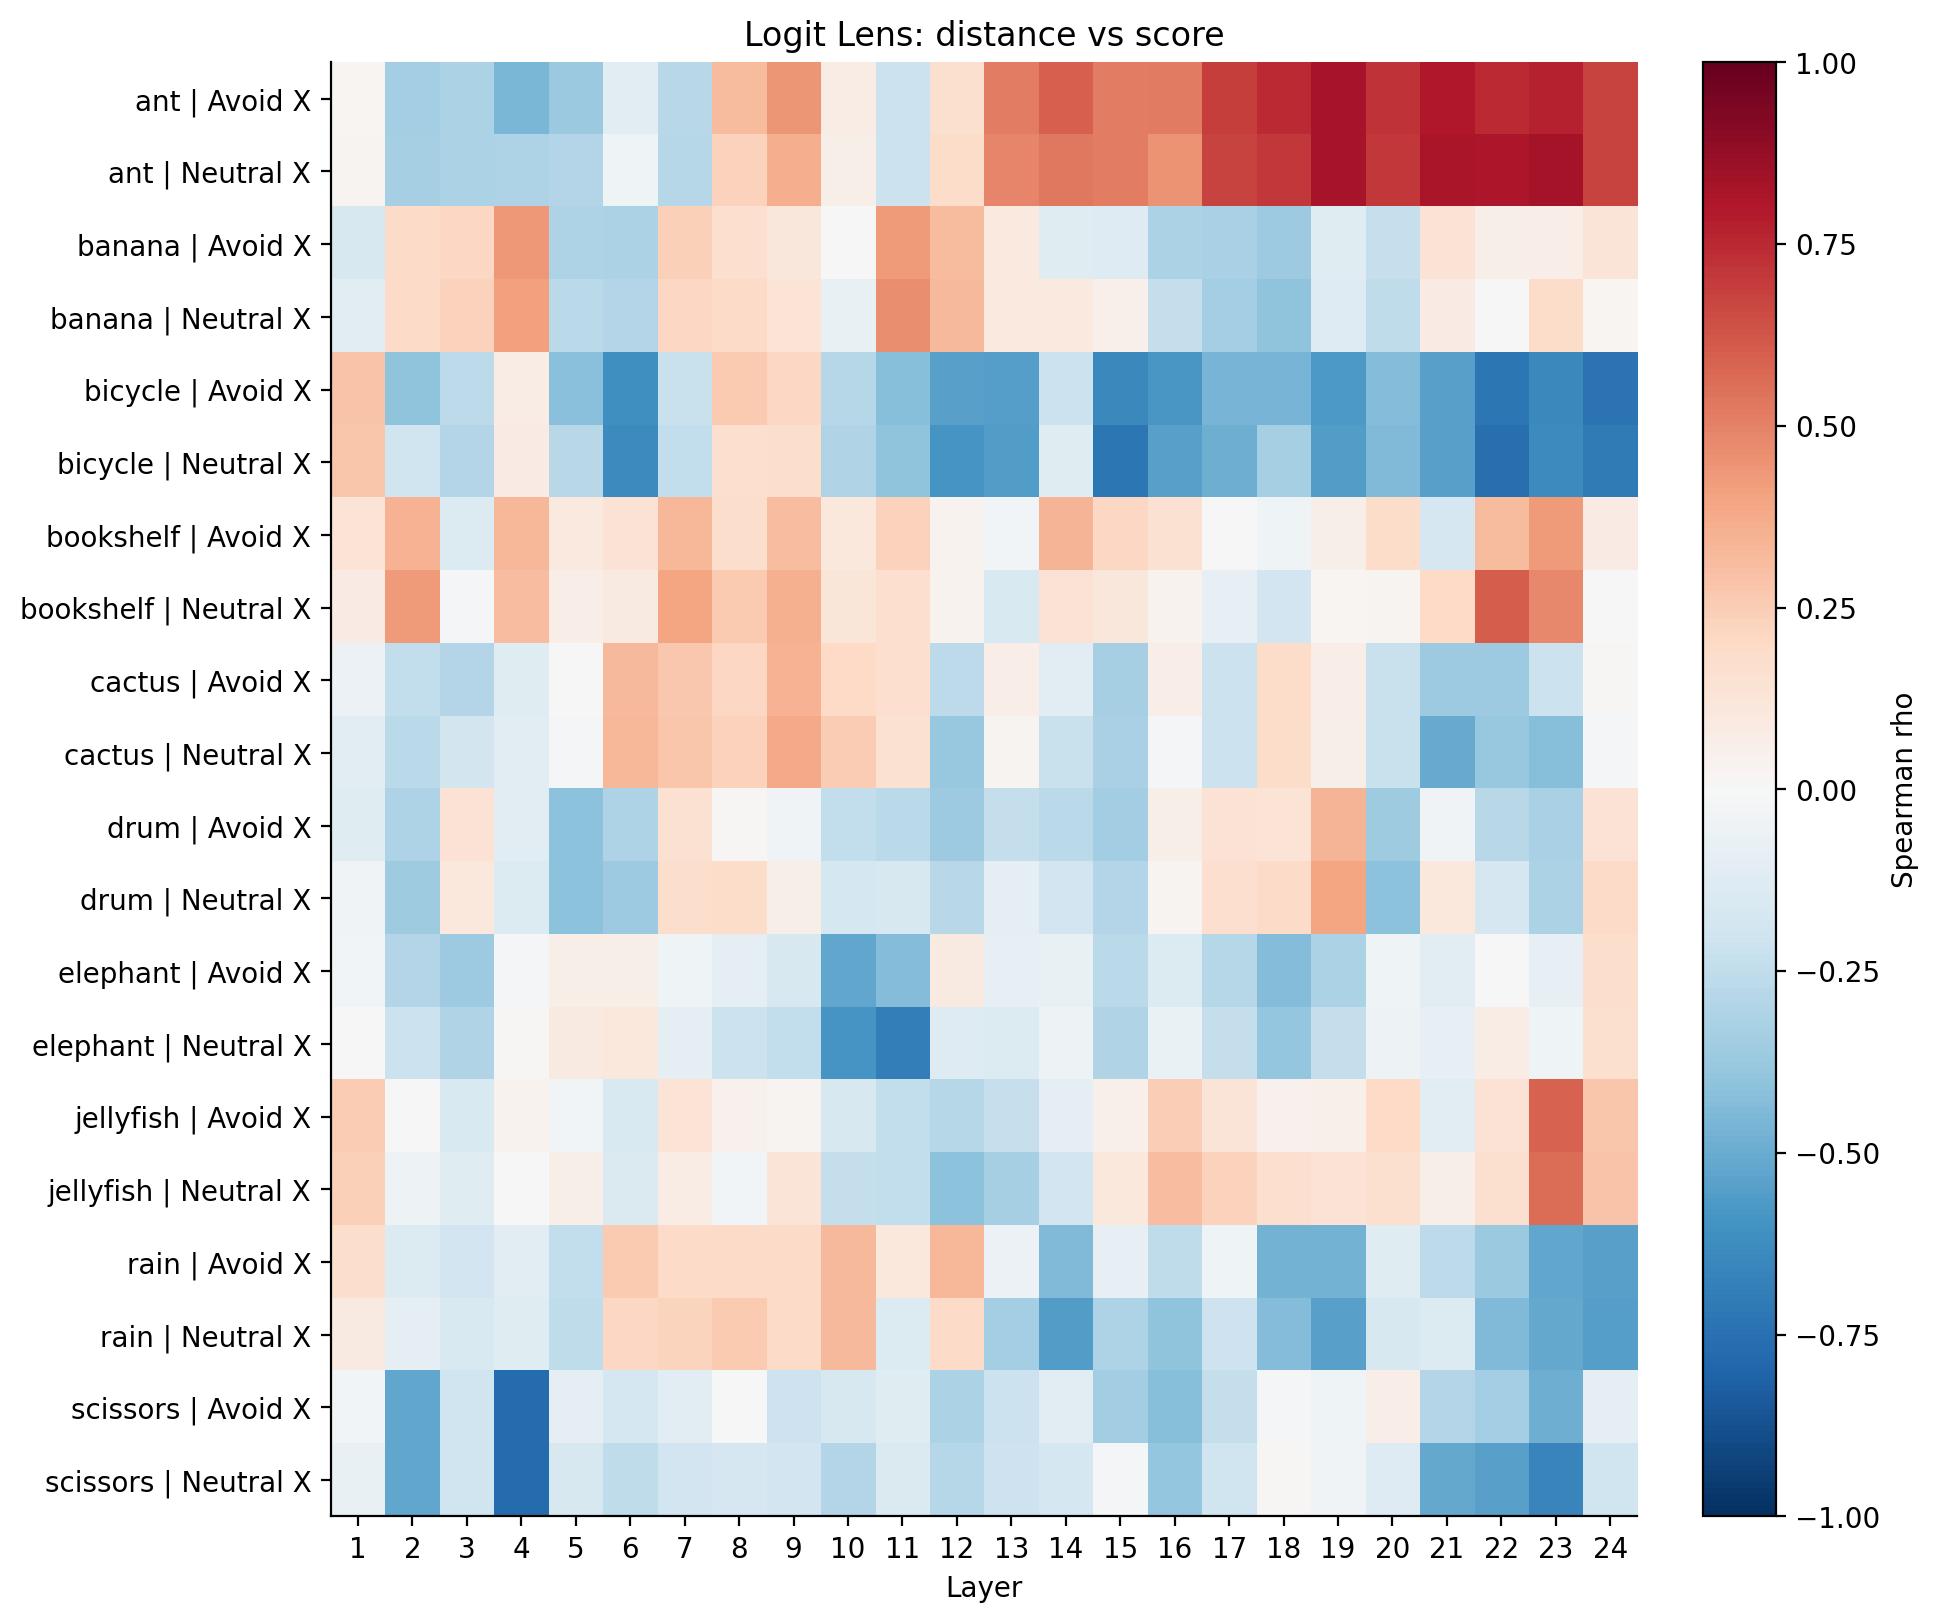 Logit Lens: distance vs score
ant | Avoid X
ant | Neutral X
banana | Avoid X
banana | Neutral X
bicycle | Avoid X
bicycle | Neutral X
bookshelf | Avoid X
bookshelf | Neutral X
cactus | Avoid X
cactus | Neutral X
drum | Avoid X
drum | Neutral X
elephant | Avoid X
elephant | Neutral X
jellyfish | Avoid X
jellyfish | Neutral X
rain | Avoid X
rain | Neutral X
scissors | Avoid X
scissors | Neutral X
1 2 3 4 5 6 7 8 9 10 11 12 13 14 15 16 17 18 19 20 21 22 23 24
Layer
1.00
0.75
0.50
0.25
0.00
−0.25
−0.50
−0.75
−1.00
Spearman rho